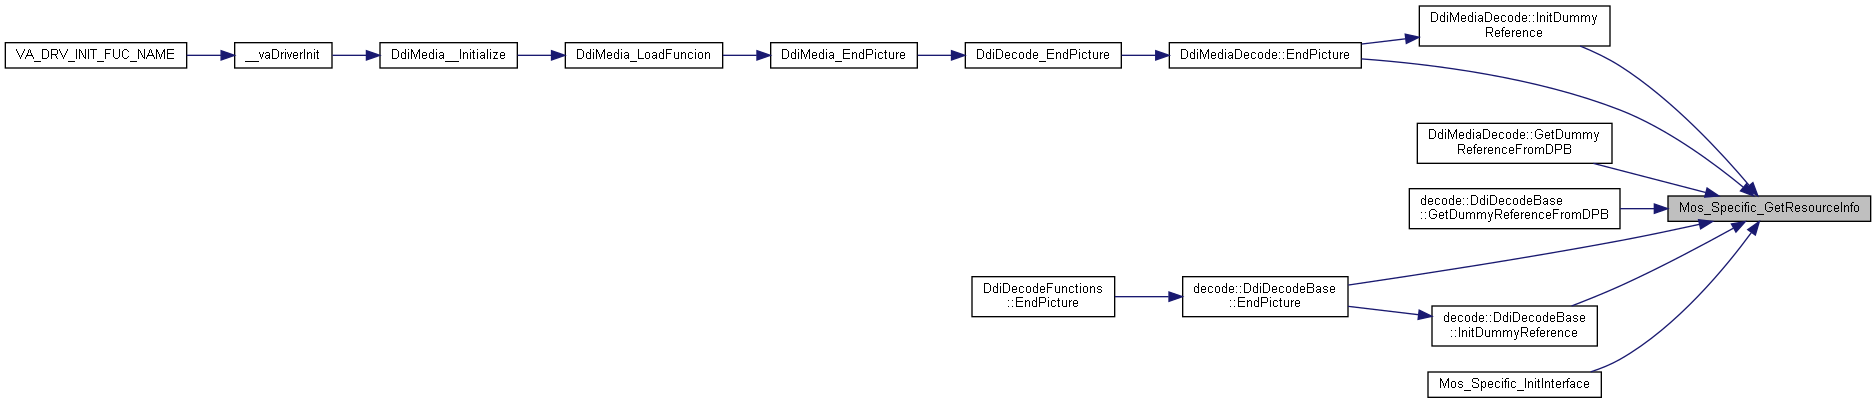 DdiMediaDecode::InitDummy
Reference
VA_DRV_INIT_FUC_NAME
__vaDriverInit
DdiMedia__Initialize
DdiMedia_LoadFuncion
DdiMedia_EndPicture
DdiDecode_EndPicture
DdiMediaDecode::EndPicture
DdiMediaDecode::GetDummy
ReferenceFromDPB
decode::DdiDecodeBase
::GetDummyReferenceFromDPB
Mos_Specific_GetResourceInfo
DdiDecodeFunctions
::EndPicture
decode::DdiDecodeBase
::EndPicture
decode::DdiDecodeBase
::InitDummyReference
Mos_Specific_InitInterface